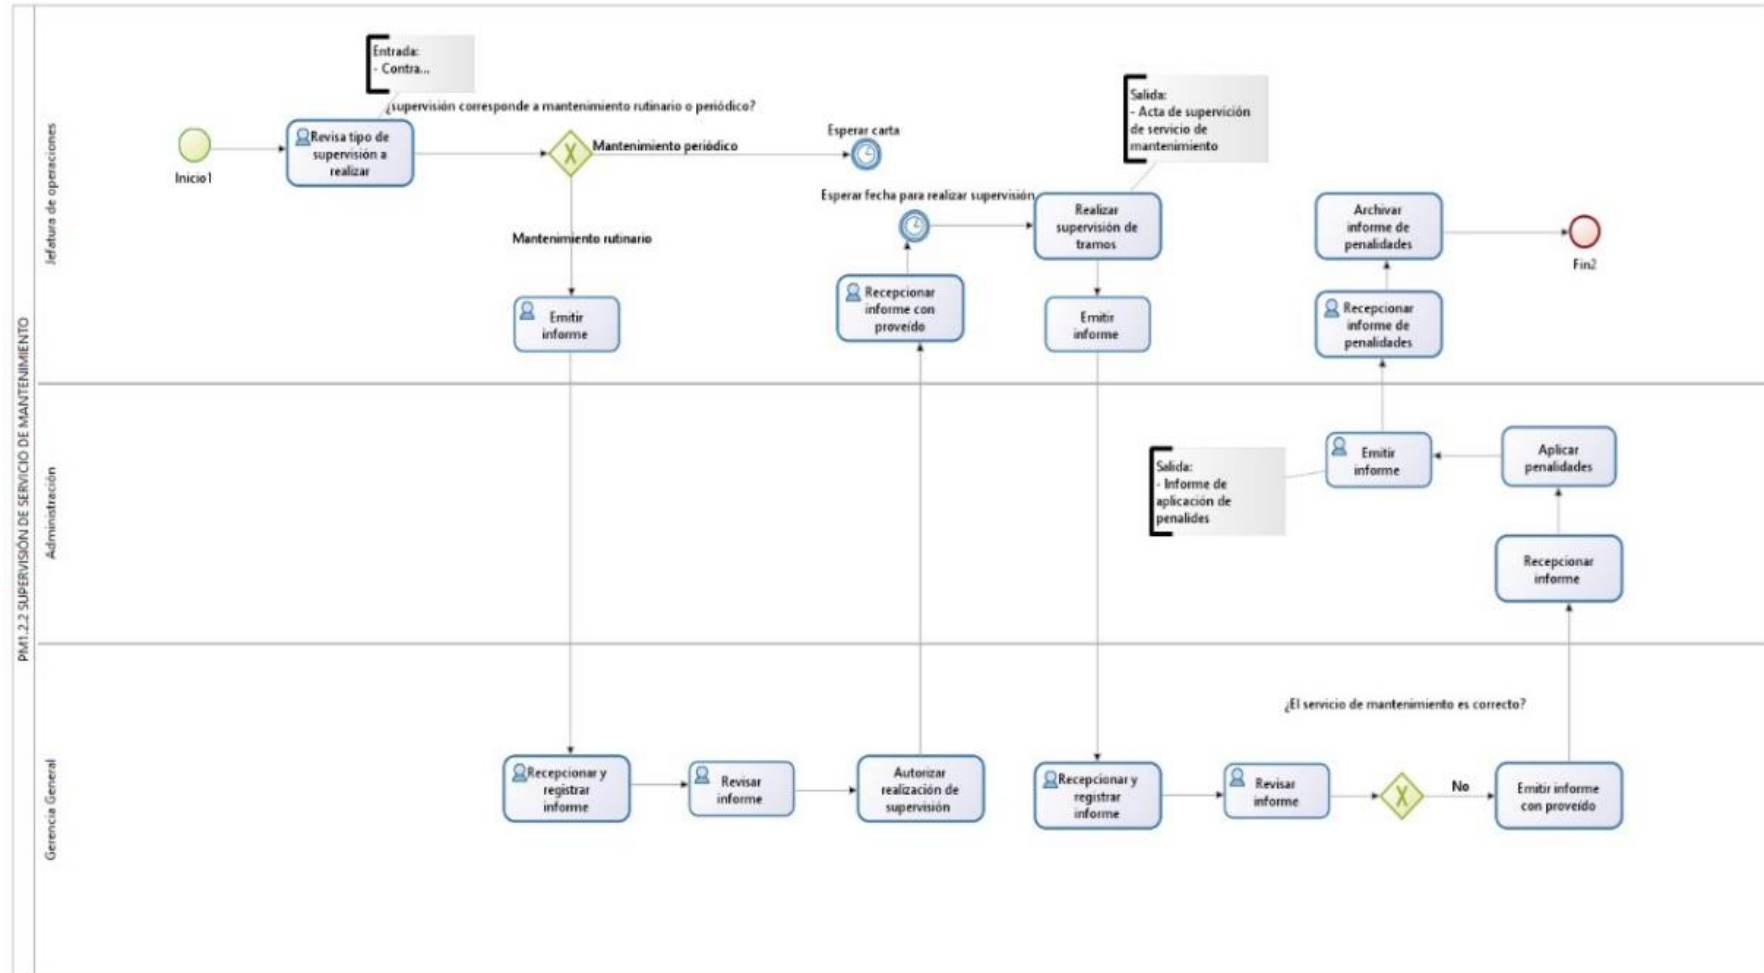 PM1.2.2 SUPERVISIÓN DE SERVICIO DE MANTENIMIENTO
Jefatura de operaciones
Entrada:
- Contra...
¿supervisión corresponde a mantenimiento rutinario o periódico?
Inicio1
Revisa tipo de
supervisión a
realizar
Mantenimiento periódico
Esperar carta
Mantenimiento rutinario
Emitir
informe
Esperar fecha para realizar supervisión
Recepcionar
informe con
proveído
Salida:
- Acta de supervición
de servicio de
mantenimiento
Realizar
supervisión de
tramos
Emitir
informe
Archivar
informe de
penalidades
Fin2
Recepcionar
informe de
penalidades
Administración
Salida:
- Informe de
aplicación de
penalides
Emitir
informe
Aplicar
penalidades
Recepcionar
informe
Gerencia General
Recepcionar y
registrar
informe
Revisar
informe
Autorizar
realización de
supervisión
Recepcionar y
registrar
informe
Revisar
informe
¿El servicio de mantenimiento es correcto?
No
Emitir informe
con proveído